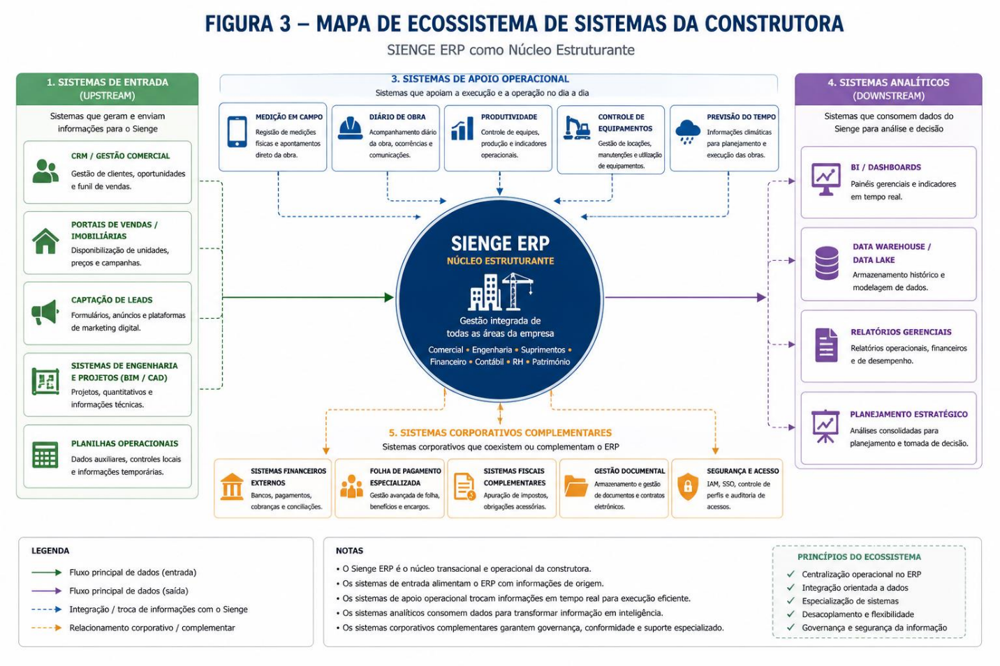 FIGURA 3 – MAPA DE ECOSSISTEMA DE SISTEMAS DA CONSTRUTORA
SIENGE ERP como Núcleo Estruturante
1. SISTEMAS DE ENTRADA
(UPSTREAM)
Sistemas que geram e enviam
informações para o Sienge
CRM / GESTÃO COMERCIAL
Gestão de clientes, oportunidades
e funil de vendas.
PORTAIS DE VENDAS /
IMOBILIÁRIAS
Disponibilização de unidades,
preços e campanhas.
CAPTAÇÃO DE LEADS
Formulários, anúncios e plataformas
de marketing digital.
SISTEMAS DE ENGENHARIA
E PROJETOS (BIM / CAD)
Projetos, quantitativos e
informações técnicas.
PLANILHAS OPERACIONAIS
Dados auxiliares, controles locais
e informações temporárias.
3. SISTEMAS DE APOIO OPERACIONAL
Sistemas que apoiam a execução e a operação no dia a dia
MEDIÇÃO EM CAMPO
Registão de medições
físicas e apontamentos
direto da obra.
DIÁRIO DE OBRA
Acompanhamento diário
da obra, ocorrências e
comunicações.
PRODUTIVIDADE
Controle de equipes,
produção e indicadores
operacionais.
CONTROLE DE
EQUIPAMENTOS
Gestão de locações,
manutenções e utilização
de equipamentos.
PREVISÃO DO TEMPO
Informações climáticas
para planejamento e
execução das obras.
SIENGE ERP
NÚCLEO ESTRUTURANTE
Gestão integrada de
todas as áreas da empresa
Comercial • Engenharia • Suprimentos •
Financeiro • Contábil • RH • Património
4. SISTEMAS ANALÍTICOS
(DOWNSTREAM)
Sistemas que consomem dados do
Sienge para análise e decisão
BI / DASHBOARDS
Painéis gerenciais e indicadores
em tempo real.
DATA WAREHOUSE /
DATA LAKE
Armazenamento histórico e
modelagem de dados.
RELATÓRIOS GERENCIAIS
Relatórios operacionais, financeiros
e de desempenho.
PLANEJAMENTO ESTRATÉGICO
Análises consolidadas para
planejamento e tomada de decisão.
5. SISTEMAS CORPORATIVOS COMPLEMENTARES
Sistemas corporativos que coexistem ou complementam o ERP
SISTEMAS FINANCEIROS
EXTERNOS
Bancos, pagamentos,
cobranças e conciliações.
FOLHA DE PAGAMENTO
ESPECIALIZADA
Gestão avançada de folha,
benefícios e encargos.
SISTEMAS FISCAIS
COMPLEMENTARES
Apuração de impostos,
obrigações acessórias.
GESTÃO DOCUMENTAL
Armazenamento e gestão
de documentos e contratos
eletrónicos.
SEGURANÇA E ACESSO
IAM, SSO, controle de
perfis e auditoria de
acessos.
LEGENDA
Fluxo principal de dados (entrada)
Fluxo principal de dados (saída)
Integração / troca de informações com o Sienge
Relacionamento corporativo / complementar
NOTAS
• O Sienge ERP é o núcleo transacional e operacional da construtora.
• Os sistemas de entrada alimentam o ERP com informações de origem.
• Os sistemas de apoio operacional trocam informações em tempo real para execução eficiente.
• Os sistemas analíticos consomem dados para transformar informação em inteligência.
• Os sistemas corporativos complementares garantem governança, conformidade e suporte especializado.
PRINCÍPIOS DO ECOSSISTEMA
✓ Centralização operacional no ERP
✓ Integração orientada a dados
✓ Especialização de sistemas
✓ Desacoplamento e flexibilidade
✓ Governança e segurança da informação